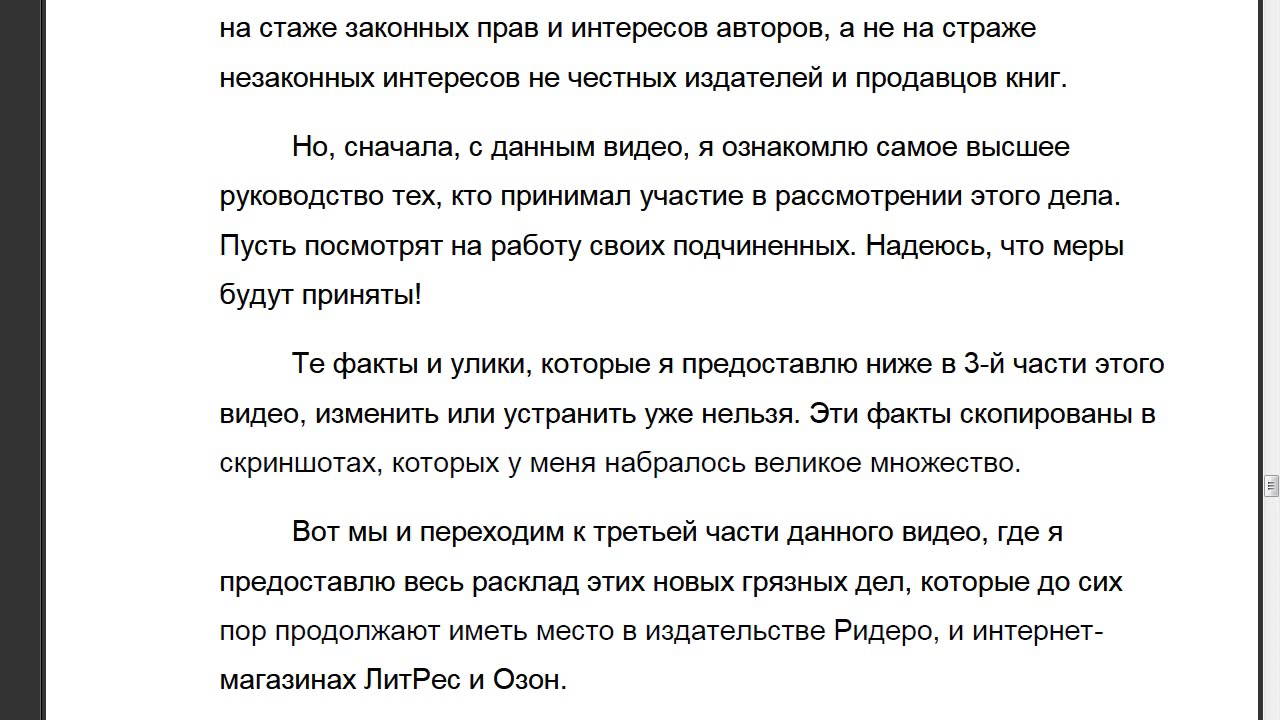 на стаже законных прав и интересов авторов, а не на страже
незаконных интересов не честных издателей и продавцов книг.
Но, сначала, с данным видео, я ознакомлю самое высшее
руководство тех, кто принимал участие в рассмотрении этого дела.
Пусть посмотрят на работу своих подчиненных. Надеюсь, что меры
будут приняты!
Те факты и улики, которые я предоставлю ниже в 3-й части этого
видео, изменить или устранить уже нельзя. Эти факты скопированы в
скриншотах, которых у меня набралось великое множество.
Вот мы и переходим к третьей части данного видео, где я
предоставлю весь расклад этих новых грязных дел, которые до сих
пор продолжают иметь место в издательстве Ридеро, и интернет-
магазинах ЛитРес и Озон.